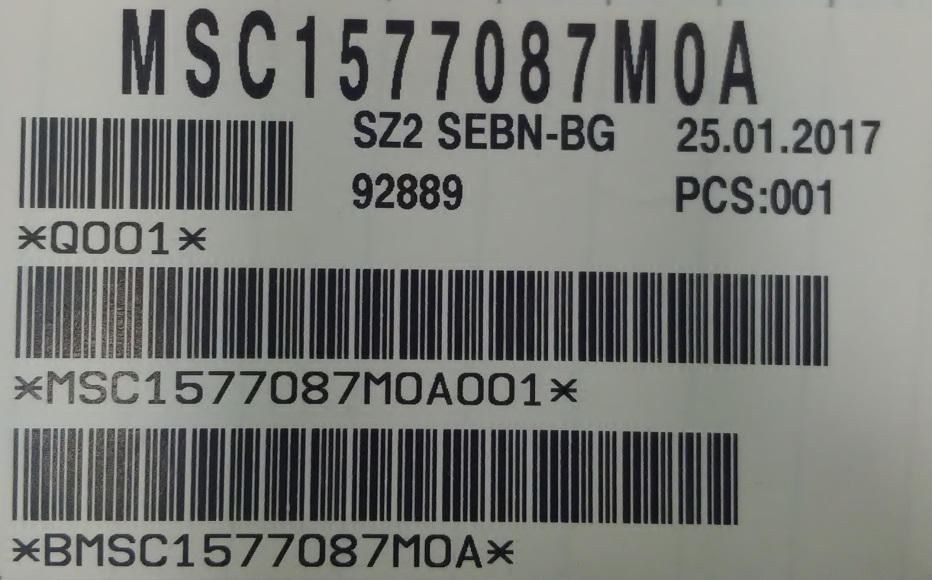 MSC1577087M0A
SZ2 SEBN-BG 25.01.2017
92889 PCS:001
*Q001*
*MSC1577087M0A001*
*BMSC1577087M0A*